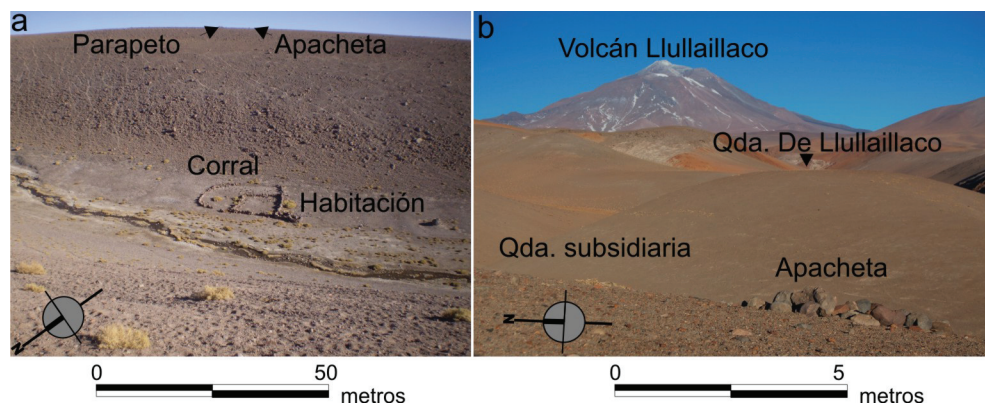 a
Parapeto Apacheta
Corral
Habitación
N
0 50
metros
b
Volcán Llullaillaco
Qda. De Llullaillaco
Qda. subsidiaria
Apacheta
N
0 5
metros